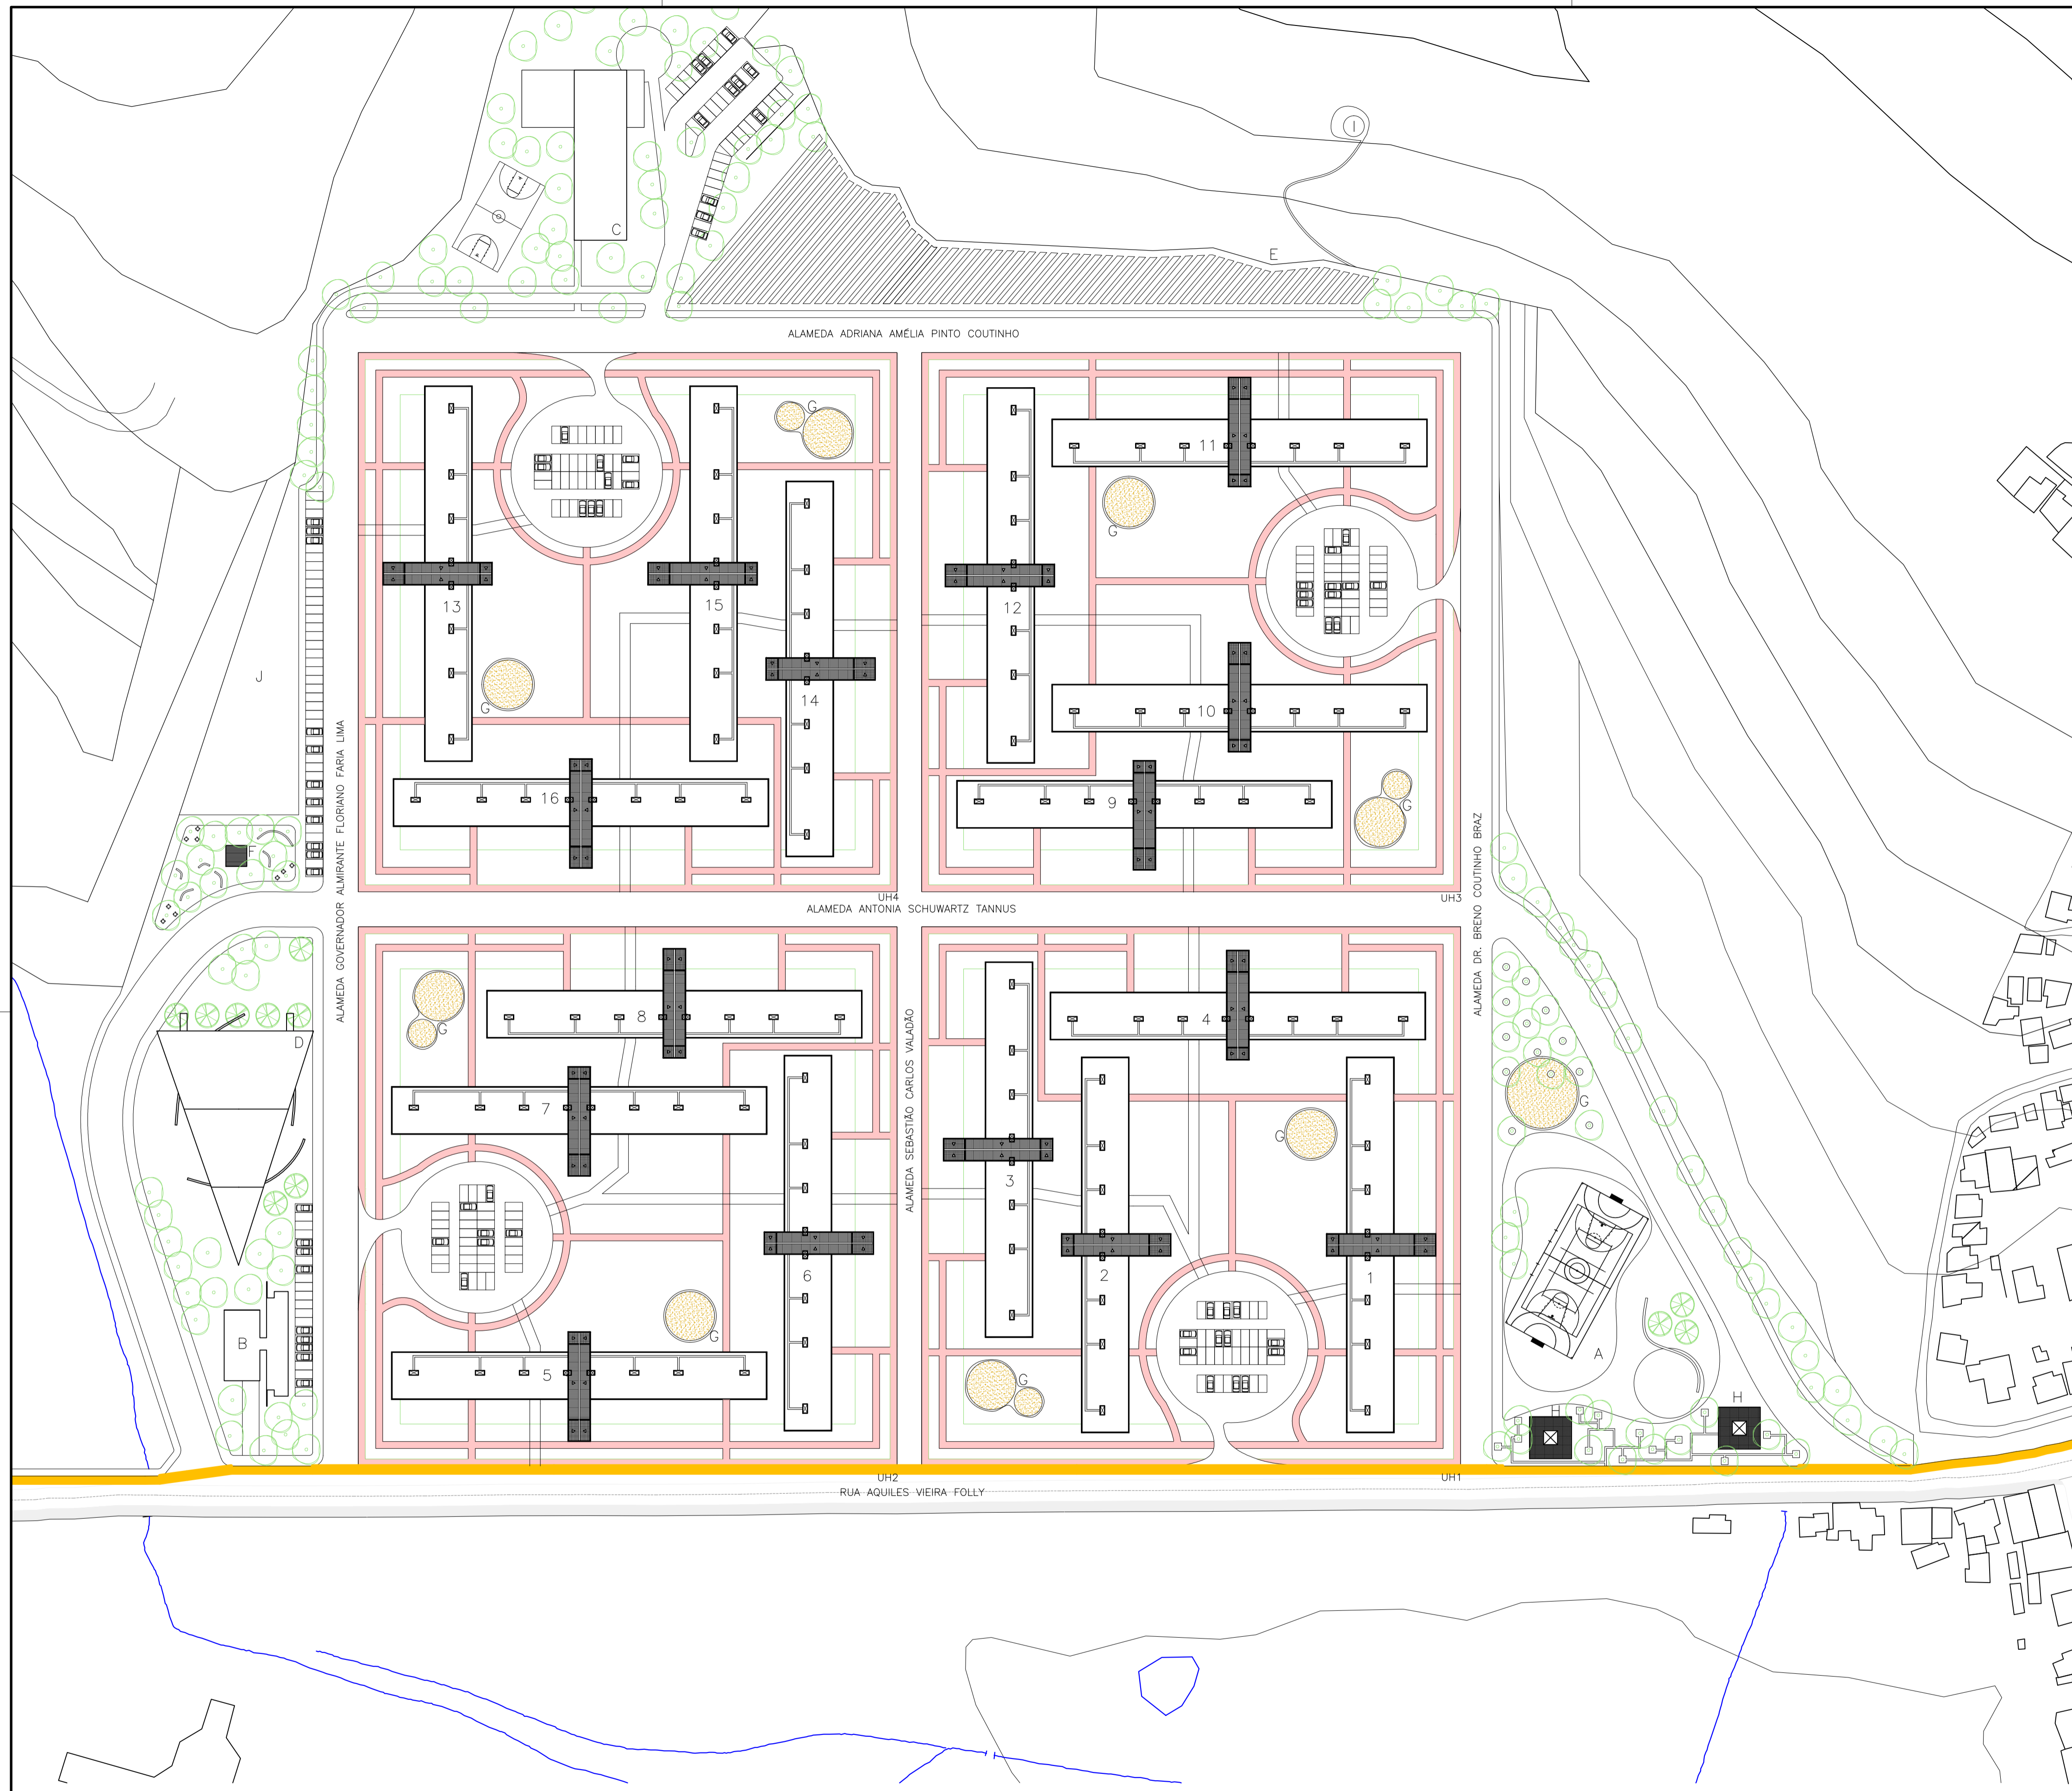 I
C
E
ALAMEDA ADRIANA AMÉLIA PINTO COUTINHO
G
11
G
13
15
12
J
G
14
10
16
9
G
ALAMEDA GOVERNADOR ALMIRANTE FLORIANO FARIA LIMA
F
ALAMEDA DR. BRENO COUTINHO BRAZ
UH4
UH3
ALAMEDA ANTONIA SCHUWARTZ TANNUS
D
G
8
4
ALAMEDA SEBASTIÃO CARLOS VALADÃO
G
7
G
3
6
2
1
B
G
A
5
G
H
H
UH2
UH1
RUA AQUILES VIEIRA FOLLY